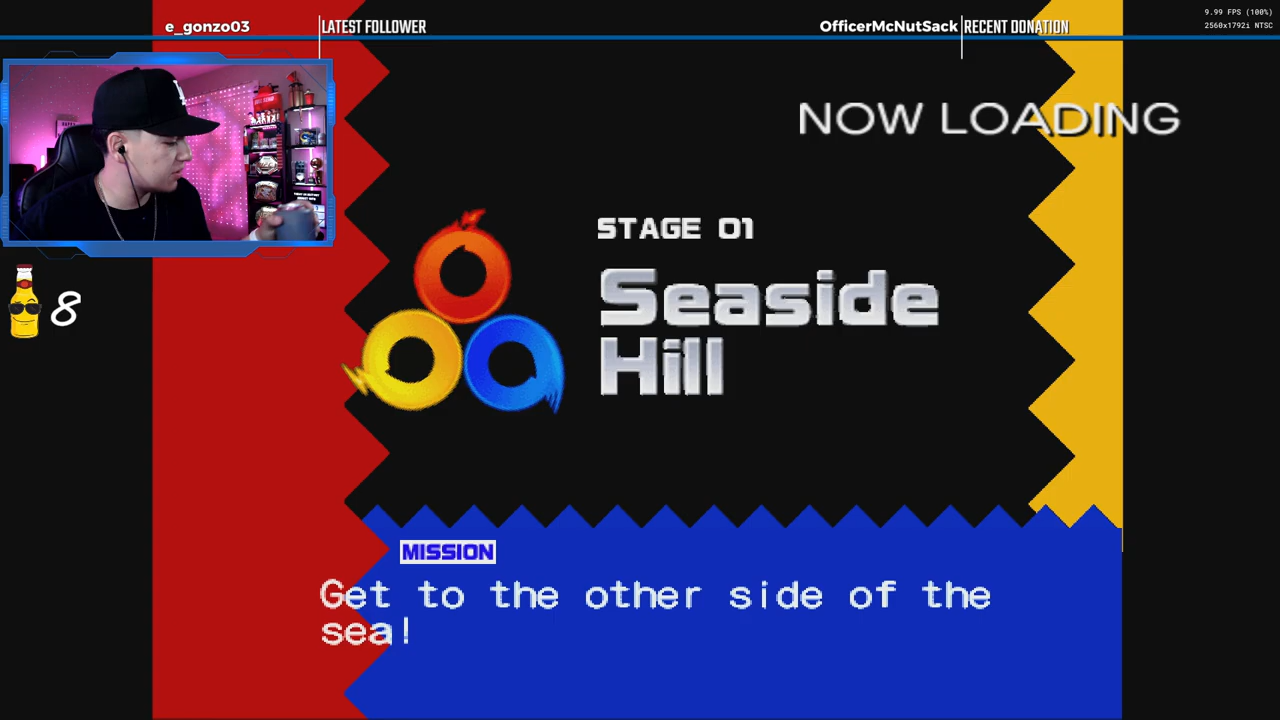 e_gonzo03 LATEST FOLLOWER
OfficerMcNutSack RECENT DONATION
9.99 FPS (100%)
2560x1792i NTSC
NOW LOADING
STAGE 01
Seaside
Hill
8
MISSION
Get to the other side of the
sea!